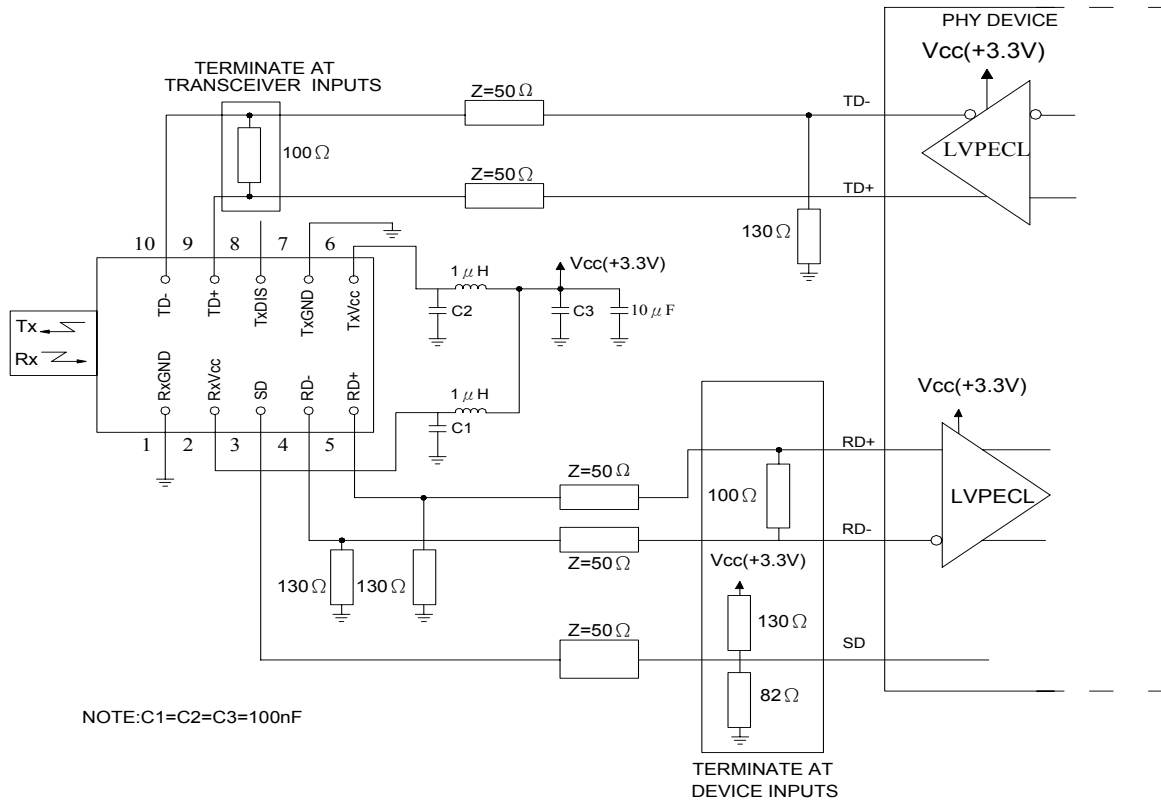 PHY DEVICE
Vcc(+3.3V)
TERMINATE AT
TRANSCEIVER INPUTS
Z=50Ω
TD-
LVPECL
100Ω
Z=50Ω
TD+
130Ω
10 9 8 7 6
TD-
TD+
TxDIS
TxGND
TxVcc
1μH
Vcc(+3.3V)
C2
C3
10μF
Tx
Rx
RxGND
RxVcc
SD
RD-
RD+
1μH
C1
1 2 3 4 5
Vcc(+3.3V)
RD+
Z=50Ω
100Ω
LVPECL
RD-
Z=50Ω
Vcc(+3.3V)
130Ω
130Ω
130Ω
Z=50Ω
SD
82Ω
NOTE:C1=C2=C3=100nF
TERMINATE AT
DEVICE INPUTS